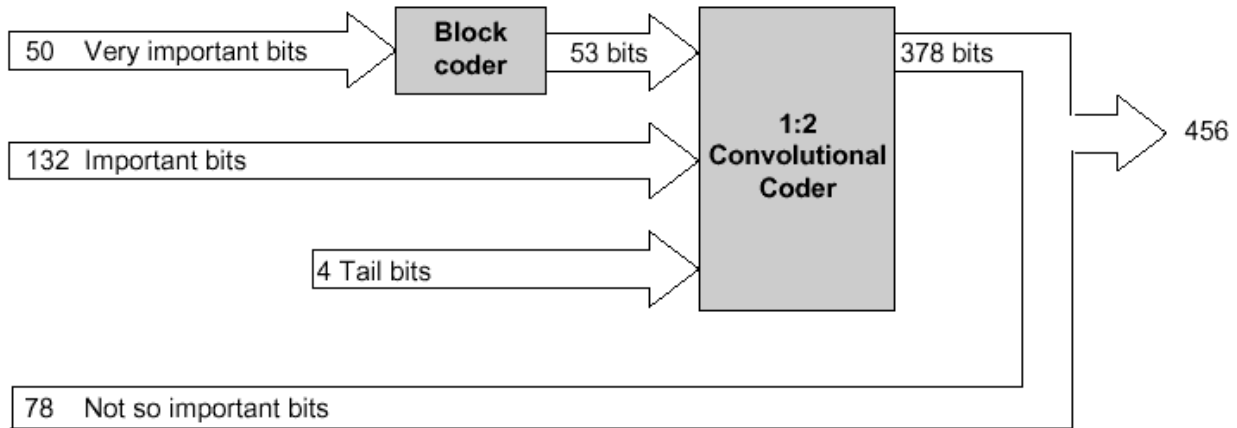 50 Very important bits
Block
coder
53 bits
378 bits
1:2
Convolutional
Coder
456
132 Important bits
4 Tail bits
78 Not so important bits